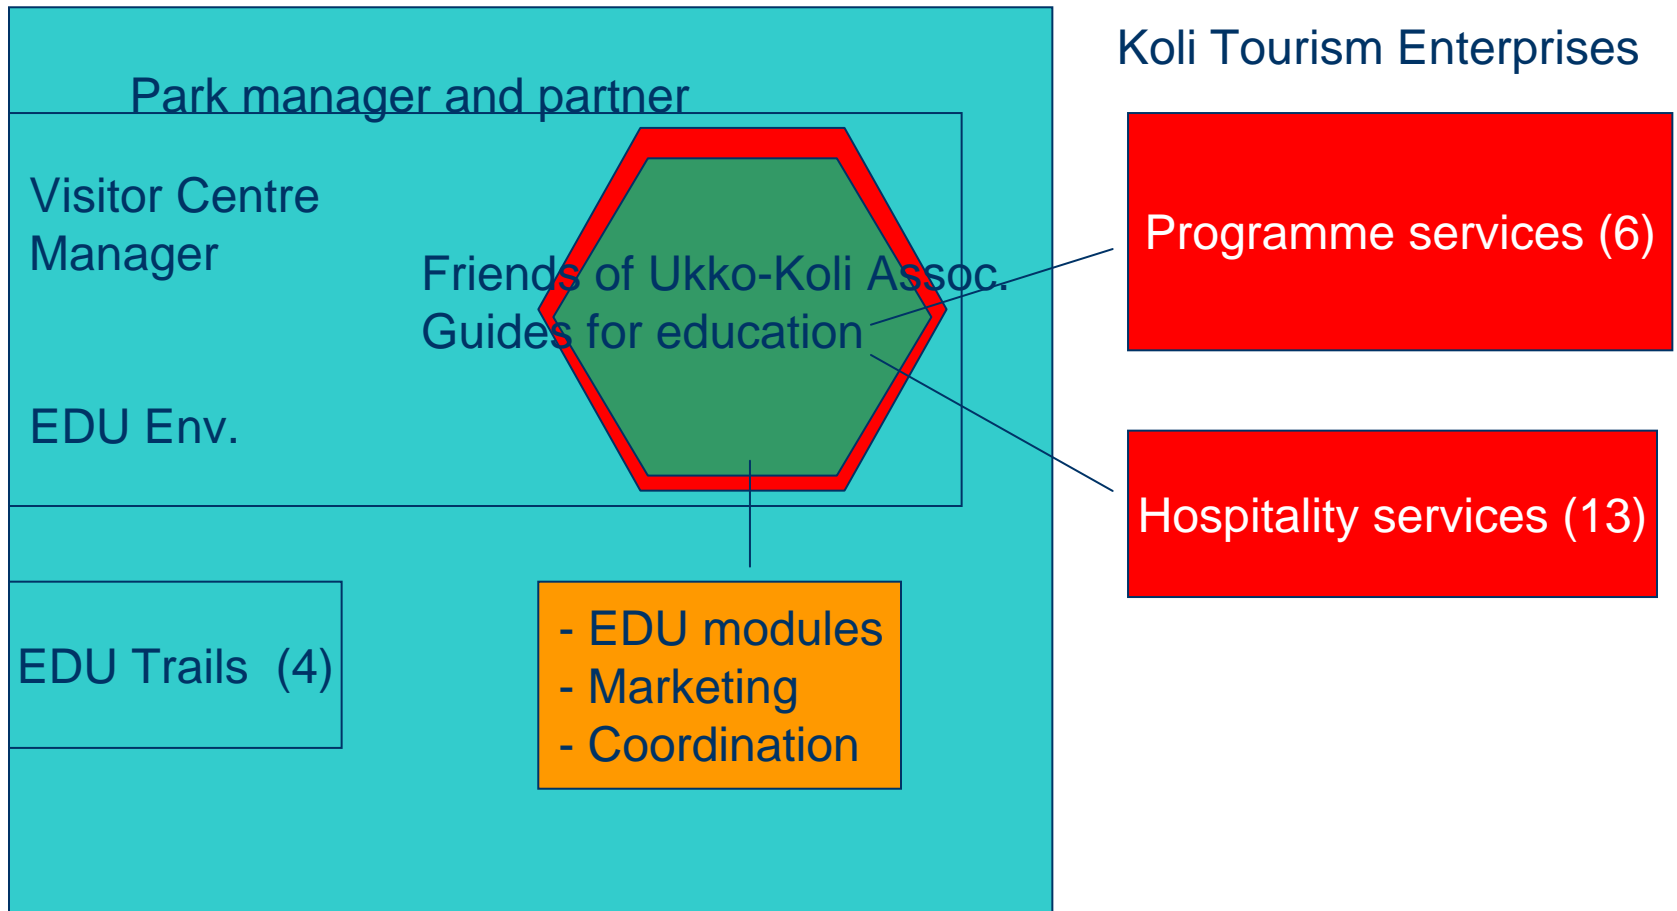 Koli Tourism Enterprises
Park manager and partner
Visitor Centre
Manager
Friends of Ukko-Koli Assoc.
Guides for education
EDU Env.
Programme services (6)
Hospitality services (13)
EDU Trails (4)
- EDU modules
- Marketing
- Coordination